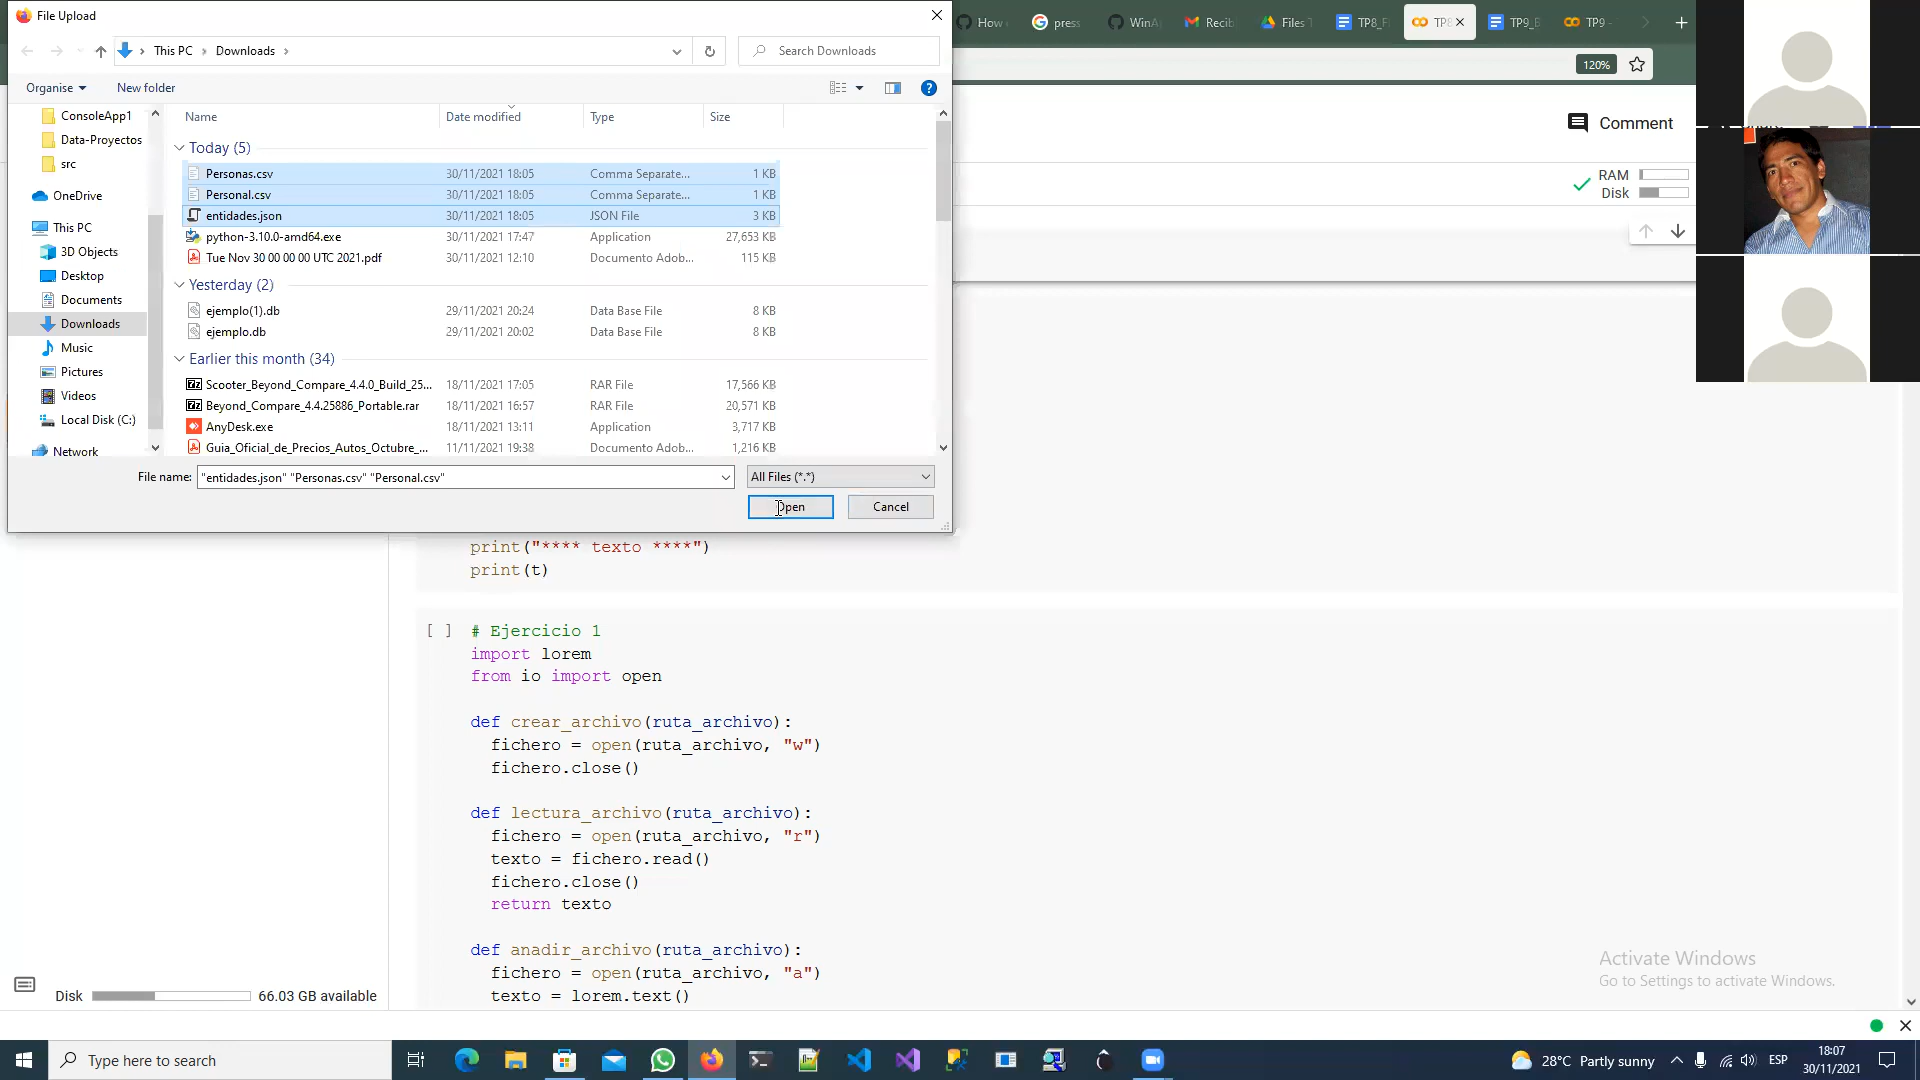 File Upload
This PC
Downloads
Search Downloads
Organise
New folder
ConsoleApp1
Data-Proyectos
src
OneDrive
This PC
3D Objects
Desktop
Documents
Downloads
Music
Pictures
Videos
Local Disk (C:)
Network
Name Date modified Type Size
Today (5)
Personas.csv 30/11/2021 18:05 Comma Separate... 1 KB
Personal.csv 30/11/2021 18:05 Comma Separate... 1 KB
entidades.json 30/11/2021 18:05 JSON File 3 KB
python-3.10.0-amd64.exe 30/11/2021 17:47 Application 27,653 KB
Tue Nov 30 00 00 00 UTC 2021.pdf 30/11/2021 12:10 Documento Adob... 115 KB
Yesterday (2)
ejemplo(1).db 29/11/2021 20:24 Data Base File 8 KB
ejemplo.db 29/11/2021 20:02 Data Base File 8 KB
Earlier this month (34)
Scooter_Beyond_Compare_4.4.0_Build_25... 18/11/2021 17:05 RAR File 17,566 KB
Beyond_Compare_4.4.25886_Portable.rar 18/11/2021 16:57 RAR File 20,571 KB
AnyDesk.exe 18/11/2021 13:11 Application 3,717 KB
Guia_Oficial_de_Precios_Autos_Octubre_... 11/11/2021 19:38 Documento Adob... 1,216 KB
File name: "entidades.json" "Personas.csv" "Personal.csv"
All Files (*.*)
Open
Cancel
How
press
WinA
Recib
Files
TP8_F
TP8
TP9_B
TP9 -
120%
Comment
RAM
Disk
print("**** texto ****")
print(t)
[ ] # Ejercicio 1
import lorem
from io import open
def crear_archivo(ruta_archivo):
fichero = open(ruta_archivo, "w")
fichero.close()
def lectura_archivo(ruta_archivo):
fichero = open(ruta_archivo, "r")
texto = fichero.read()
fichero.close()
return texto
def anadir_archivo(ruta_archivo):
fichero = open(ruta_archivo, "a")
texto = lorem.text()
Disk 66.03 GB available
Activate Windows
Go to Settings to activate Windows.
Type here to search
28°C Partly sunny
ESP
18:07
30/11/2021